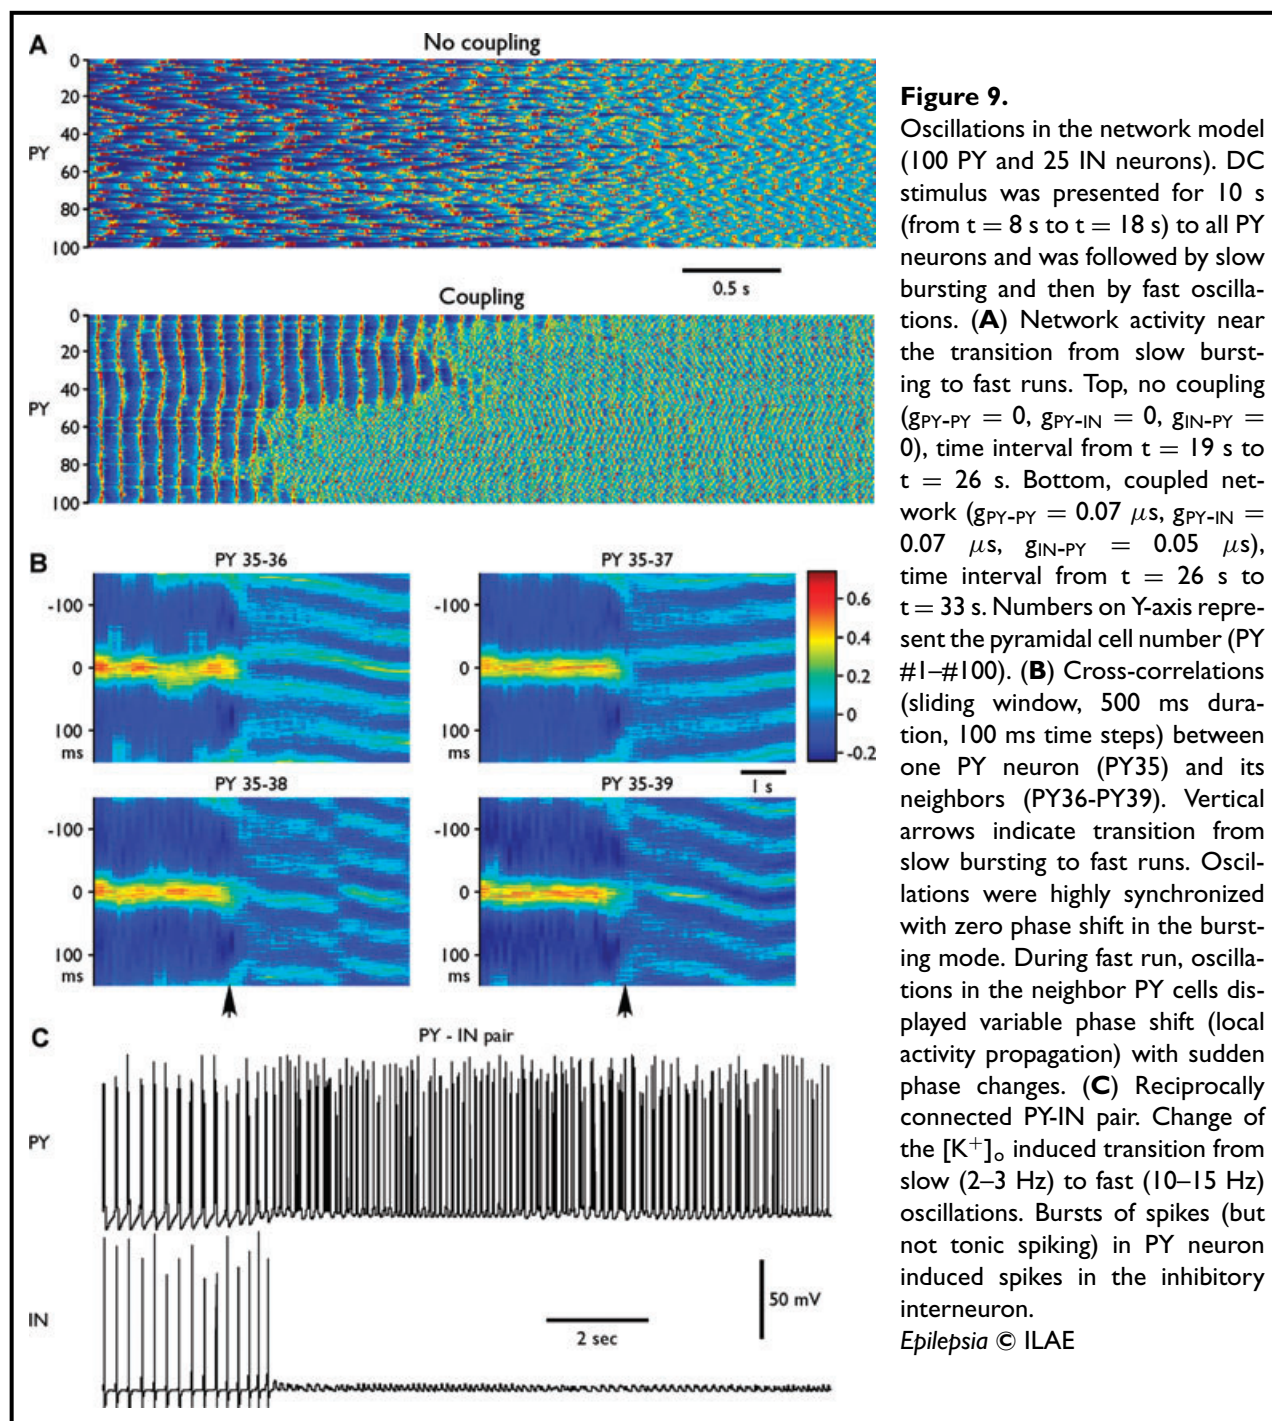 A
No coupling
0
20
40
PY
60
80
100
0.5 s
Coupling
0
20
40
PY
60
80
100
B
PY 35-36
PY 35-37
-100
0
100
ms
0.6
0.4
0.2
0
-0.2
1 s
PY 35-38
PY 35-39
-100
0
100
ms
C
PY - IN pair
PY
IN
50 mV
2 sec
Figure 9.
Oscillations in the network model
(100 PY and 25 IN neurons). DC
stimulus was presented for 10 s
(from t = 8 s to t = 18 s) to all PY
neurons and was followed by slow
bursting and then by fast oscilla-
tions. (A) Network activity near
the transition from slow burst-
ing to fast runs. Top, no coupling
(gPY-PY = 0, gPY-IN = 0, gIN-PY =
0), time interval from t = 19 s to
t = 26 s. Bottom, coupled net-
work (gPY-PY = 0.07 μs, gPY-IN =
0.07 μs, gIN-PY = 0.05 μs),
time interval from t = 26 s to
t = 33 s. Numbers on Y-axis repre-
sent the pyramidal cell number (PY
#1–#100). (B) Cross-correlations
(sliding window, 500 ms dura-
tion, 100 ms time steps) between
one PY neuron (PY35) and its
neighbors (PY36-PY39). Vertical
arrows indicate transition from
slow bursting to fast runs. Oscil-
lations were highly synchronized
with zero phase shift in the burst-
ing mode. During fast run, oscilla-
tions in the neighbor PY cells dis-
played variable phase shift (local
activity propagation) with sudden
phase changes. (C) Reciprocally
connected PY-IN pair. Change of
the [K+]o induced transition from
slow (2–3 Hz) to fast (10–15 Hz)
oscillations. Bursts of spikes (but
not tonic spiking) in PY neuron
induced spikes in the inhibitory
interneuron.
Epilepsia © ILAE